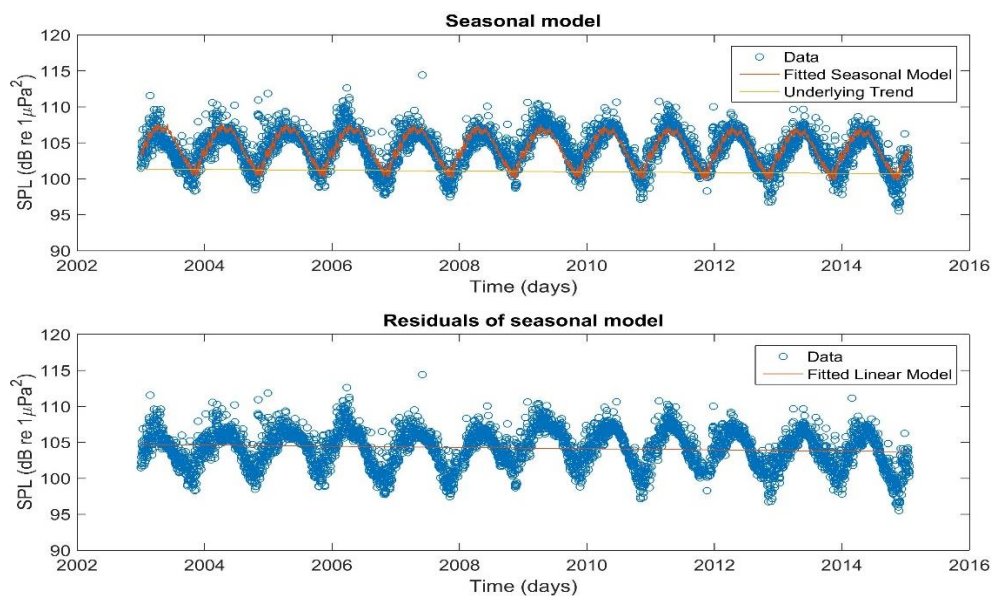 Seasonal model
120
115
110
105
100
95
90
SPL (dB re 1μPa²)
Data
Fitted Seasonal Model
Underlying Trend
2002 2004 2006 2008 2010 2012 2014 2016
Time (days)
Residuals of seasonal model
120
115
110
105
100
95
90
SPL (dB re 1μPa²)
Data
Fitted Linear Model
2002 2004 2006 2008 2010 2012 2014 2016
Time (days)